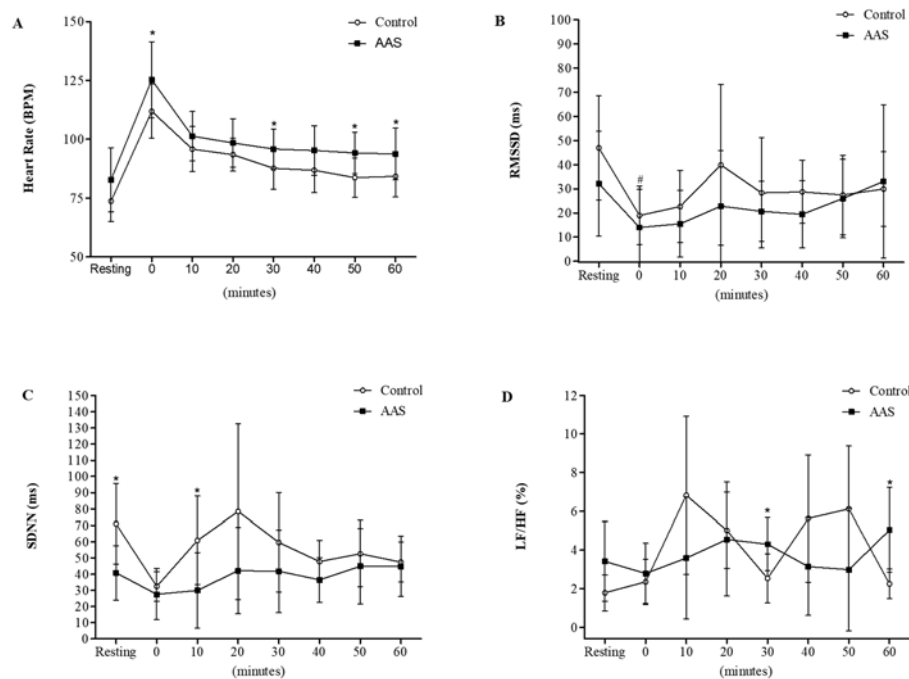 A
Control
AAS
150
*
125
*
*
*
100
75
50
Heart Rate (BPM)
Resting 0 10 20 30 40 50 60
(minutes)
B
Control
AAS
100
90
80
70
60
50
40
#
30
20
10
0
RMSSD (ms)
Resting 0 10 20 30 40 50 60
(minutes)
C
Control
AAS
150
140
130
120
110
100
*
90
*
80
70
60
50
40
30
20
10
0
SDNN (ms)
Resting 0 10 20 30 40 50 60
(minutes)
D
Control
AAS
12
10
8
*
6
*
4
2
0
LF/HF (%)
Resting 0 10 20 30 40 50 60
(minutes)